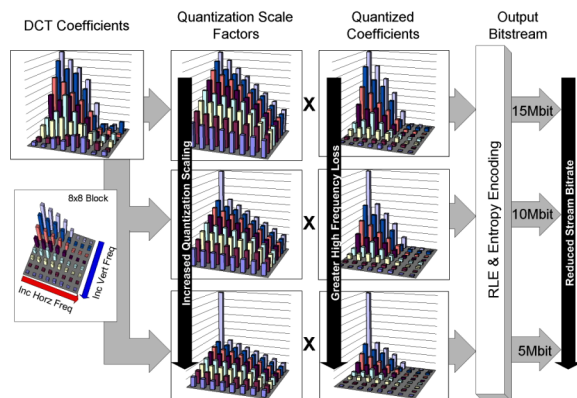 DCT Coefficients
Quantization Scale
Factors
Quantized
Coefficients
Output
Bitstream
X
15Mbit
8x8 Block
Inc Vert Freq
Inc Horz Freq
Increased Quantization Scaling
X
Greater High Frequency Loss
RLE & Entropy Encoding
10Mbit
Reduced Stream Bitrate
X
5Mbit